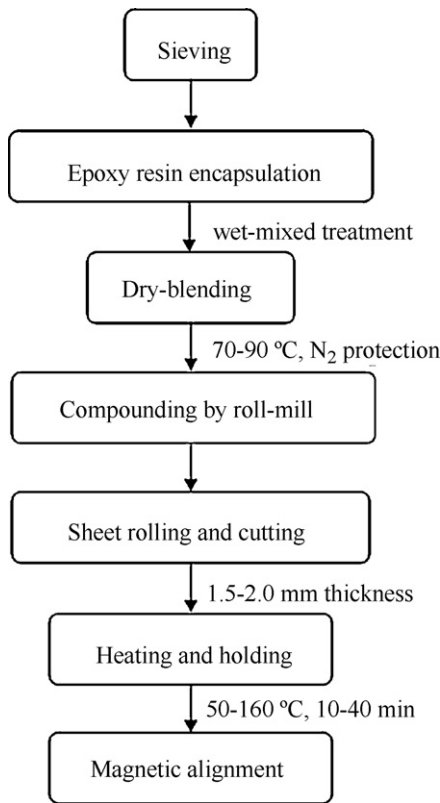 Sieving
Epoxy resin encapsulation
wet-mixed treatment
Dry-blending
70-90 ºC, N₂ protection
Compounding by roll-mill
Sheet rolling and cutting
1.5-2.0 mm thickness
Heating and holding
50-160 ºC, 10-40 min
Magnetic alignment